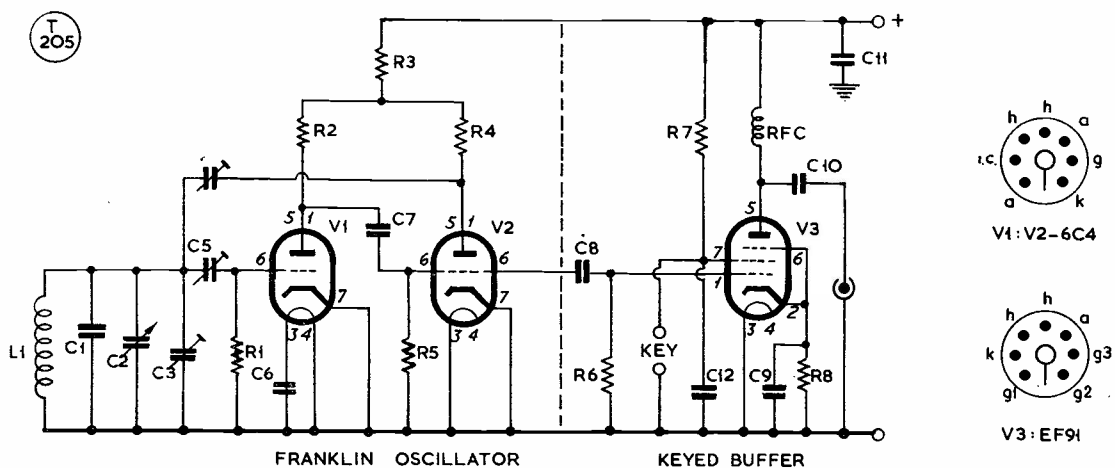 T
205
R3
R2
R4
R7
RFC
C11
+
C10
5 1
V1
C7
5 1
V2
C8
5
V3
C5
6
6
6
7
6
1
7
7
2
3 4
3 4
3 4
L1
C1
C2
C3
R1
C6
R5
R6
KEY
C12
C9
R8
FRANKLIN OSCILLATOR
KEYED BUFFER
h
h
a
i.c.
g
a
k
V1:V2-6C4
h
h
a
k
g3
g1
g2
V3:EF91